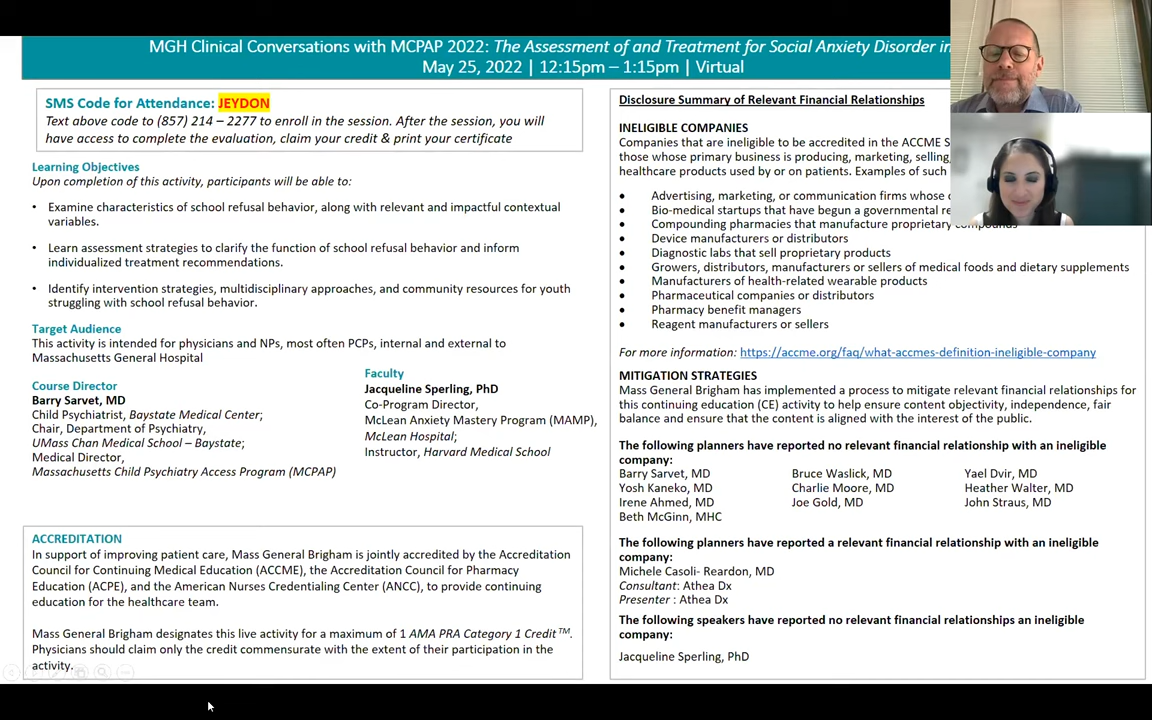 MGH Clinical Conversations with MCPAP 2022: The Assessment of and Treatment for Social Anxiety Disorder in
May 25, 2022 | 12:15pm – 1:15pm | Virtual
SMS Code for Attendance: JEYDON
Text above code to (857) 214 – 2277 to enroll in the session. After the session, you will
have access to complete the evaluation, claim your credit & print your certificate
Learning Objectives
Upon completion of this activity, participants will be able to:
• Examine characteristics of school refusal behavior, along with relevant and impactful contextual
variables.
• Learn assessment strategies to clarify the function of school refusal behavior and inform
individualized treatment recommendations.
• Identify intervention strategies, multidisciplinary approaches, and community resources for youth
struggling with school refusal behavior.
Target Audience
This activity is intended for physicians and NPs, most often PCPs, internal and external to
Massachusetts General Hospital
Course Director
Barry Sarvet, MD
Child Psychiatrist, Baystate Medical Center;
Chair, Department of Psychiatry,
UMass Chan Medical School – Baystate;
Medical Director,
Massachusetts Child Psychiatry Access Program (MCPAP)
Faculty
Jacqueline Sperling, PhD
Co-Program Director,
McLean Anxiety Mastery Program (MAMP),
McLean Hospital;
Instructor, Harvard Medical School
ACCREDITATION
In support of improving patient care, Mass General Brigham is jointly accredited by the Accreditation
Council for Continuing Medical Education (ACCME), the Accreditation Council for Pharmacy
Education (ACPE), and the American Nurses Credentialing Center (ANCC), to provide continuing
education for the healthcare team.
Mass General Brigham designates this live activity for a maximum of 1 AMA PRA Category 1 Credit™.
Physicians should claim only the credit commensurate with the extent of their participation in the
activity.
Disclosure Summary of Relevant Financial Relationships
INELIGIBLE COMPANIES
Companies that are ineligible to be accredited in the ACCME S
those whose primary business is producing, marketing, selling,
healthcare products used by or on patients. Examples of such
• Advertising, marketing, or communication firms whose
• Bio-medical startups that have begun a governmental re
• Compounding pharmacies that manufacture proprietary compounds
• Device manufacturers or distributors
• Diagnostic labs that sell proprietary products
• Growers, distributors, manufacturers or sellers of medical foods and dietary supplements
• Manufacturers of health-related wearable products
• Pharmaceutical companies or distributors
• Pharmacy benefit managers
• Reagent manufacturers or sellers
For more information: https://accme.org/faq/what-accmes-definition-ineligible-company
MITIGATION STRATEGIES
Mass General Brigham has implemented a process to mitigate relevant financial relationships for
this continuing education (CE) activity to help ensure content objectivity, independence, fair
balance and ensure that the content is aligned with the interest of the public.
The following planners have reported no relevant financial relationship with an ineligible
company:
Barry Sarvet, MD Bruce Waslick, MD Yael Dvir, MD
Yosh Kaneko, MD Charlie Moore, MD Heather Walter, MD
Irene Ahmed, MD Joe Gold, MD John Straus, MD
Beth McGinn, MHC
The following planners have reported a relevant financial relationship with an ineligible
company:
Michele Casoli- Reardon, MD
Consultant: Athea Dx
Presenter : Athea Dx
The following speakers have reported no relevant financial relationships an ineligible
company:
Jacqueline Sperling, PhD